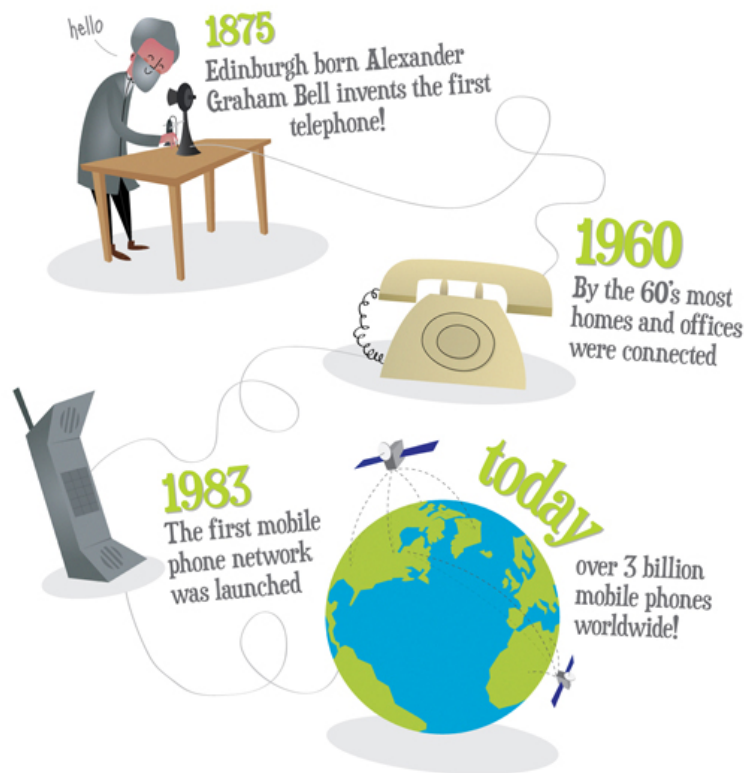 hello
1875
Edinburgh born Alexander
Graham Bell invents the first
telephone!
1960
By the 60's most
homes and offices
were connected
1983
The first mobile
phone network
was launched
today
over 3 billion
mobile phones
worldwide!